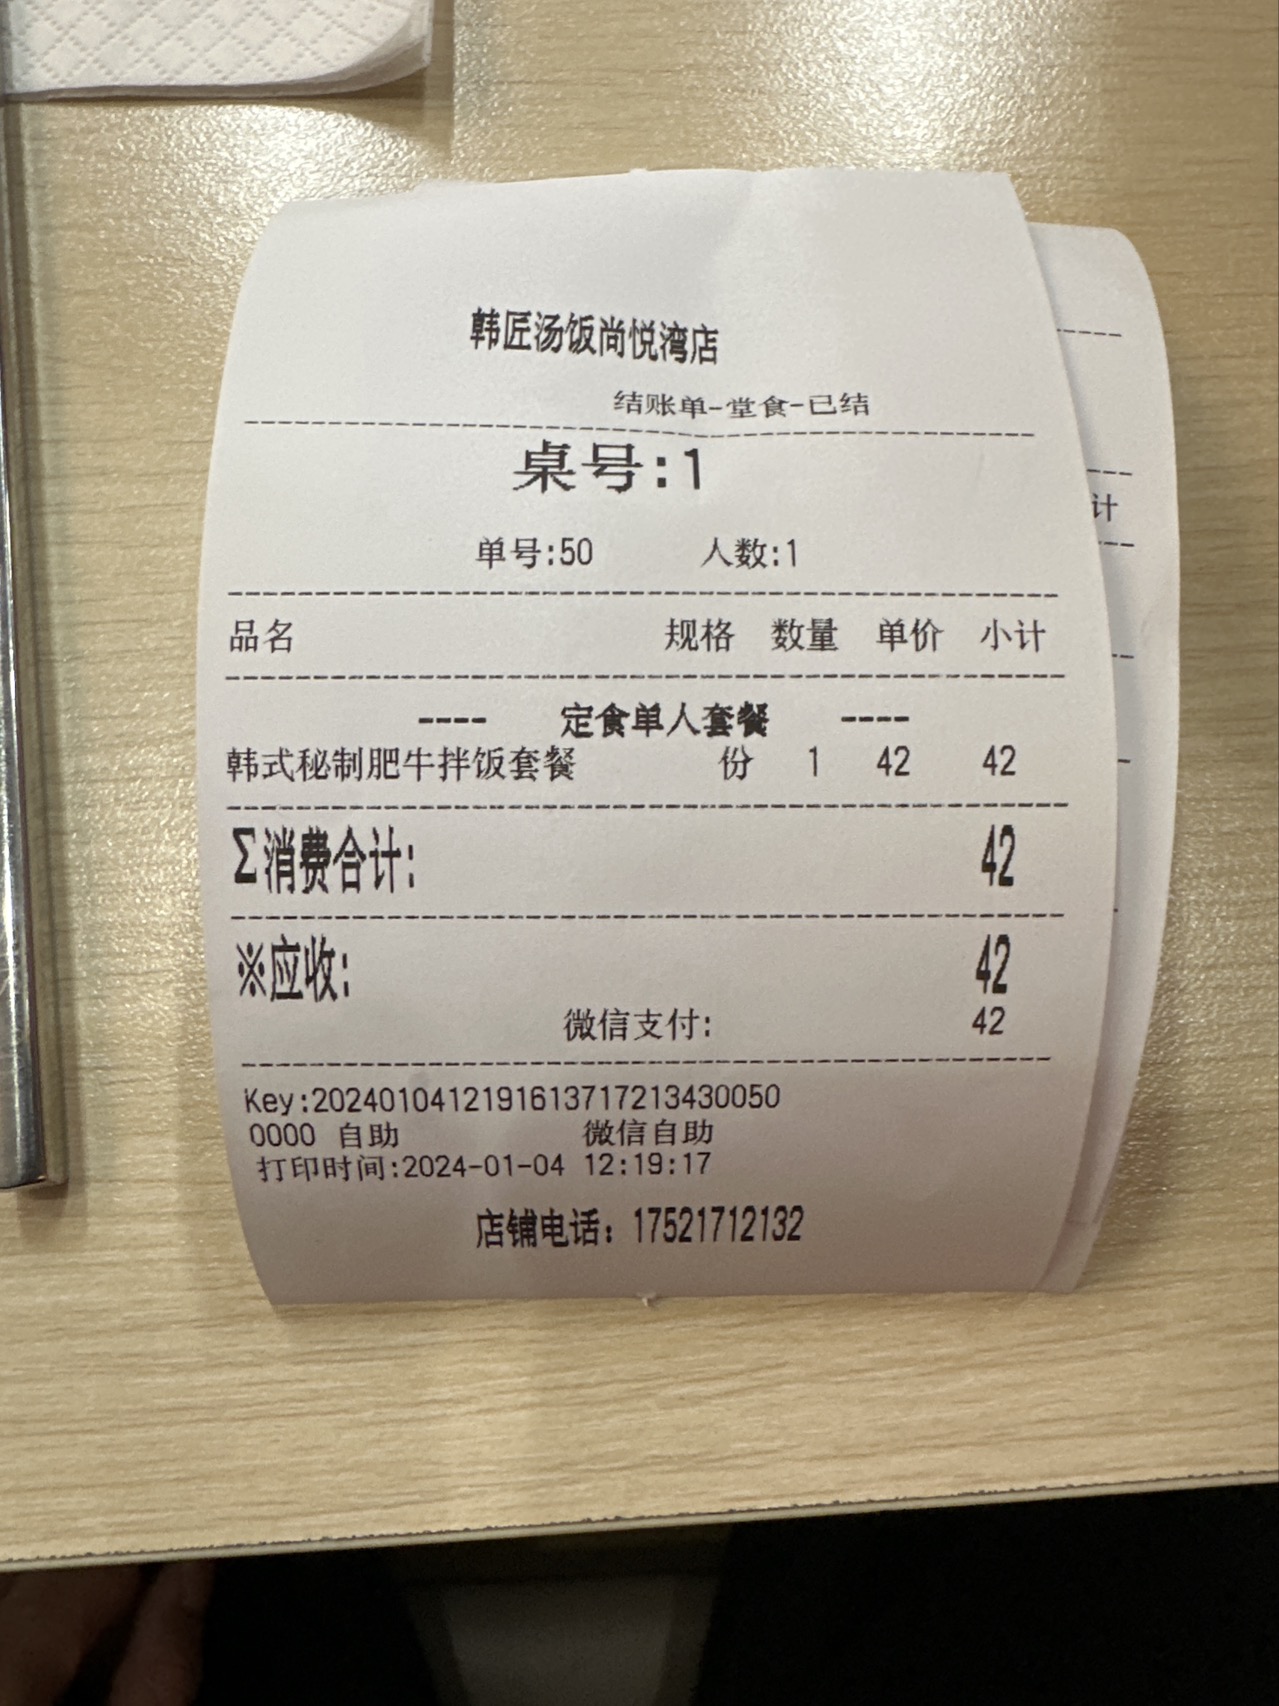 韩匠汤饭尚悦湾店
结账单-堂食-已结
桌号:1
单号:50 人数:1
品名 规格 数量 单价 小计
---- 定食单人套餐 ----
韩式秘制肥牛拌饭套餐 份 1 42 42
Σ消费合计: 42
※应收: 42
微信支付: 42
Key:2024010412191613717213430050
0000 自助 微信自助
打印时间:2024-01-04 12:19:17
店铺电话：17521712132
计